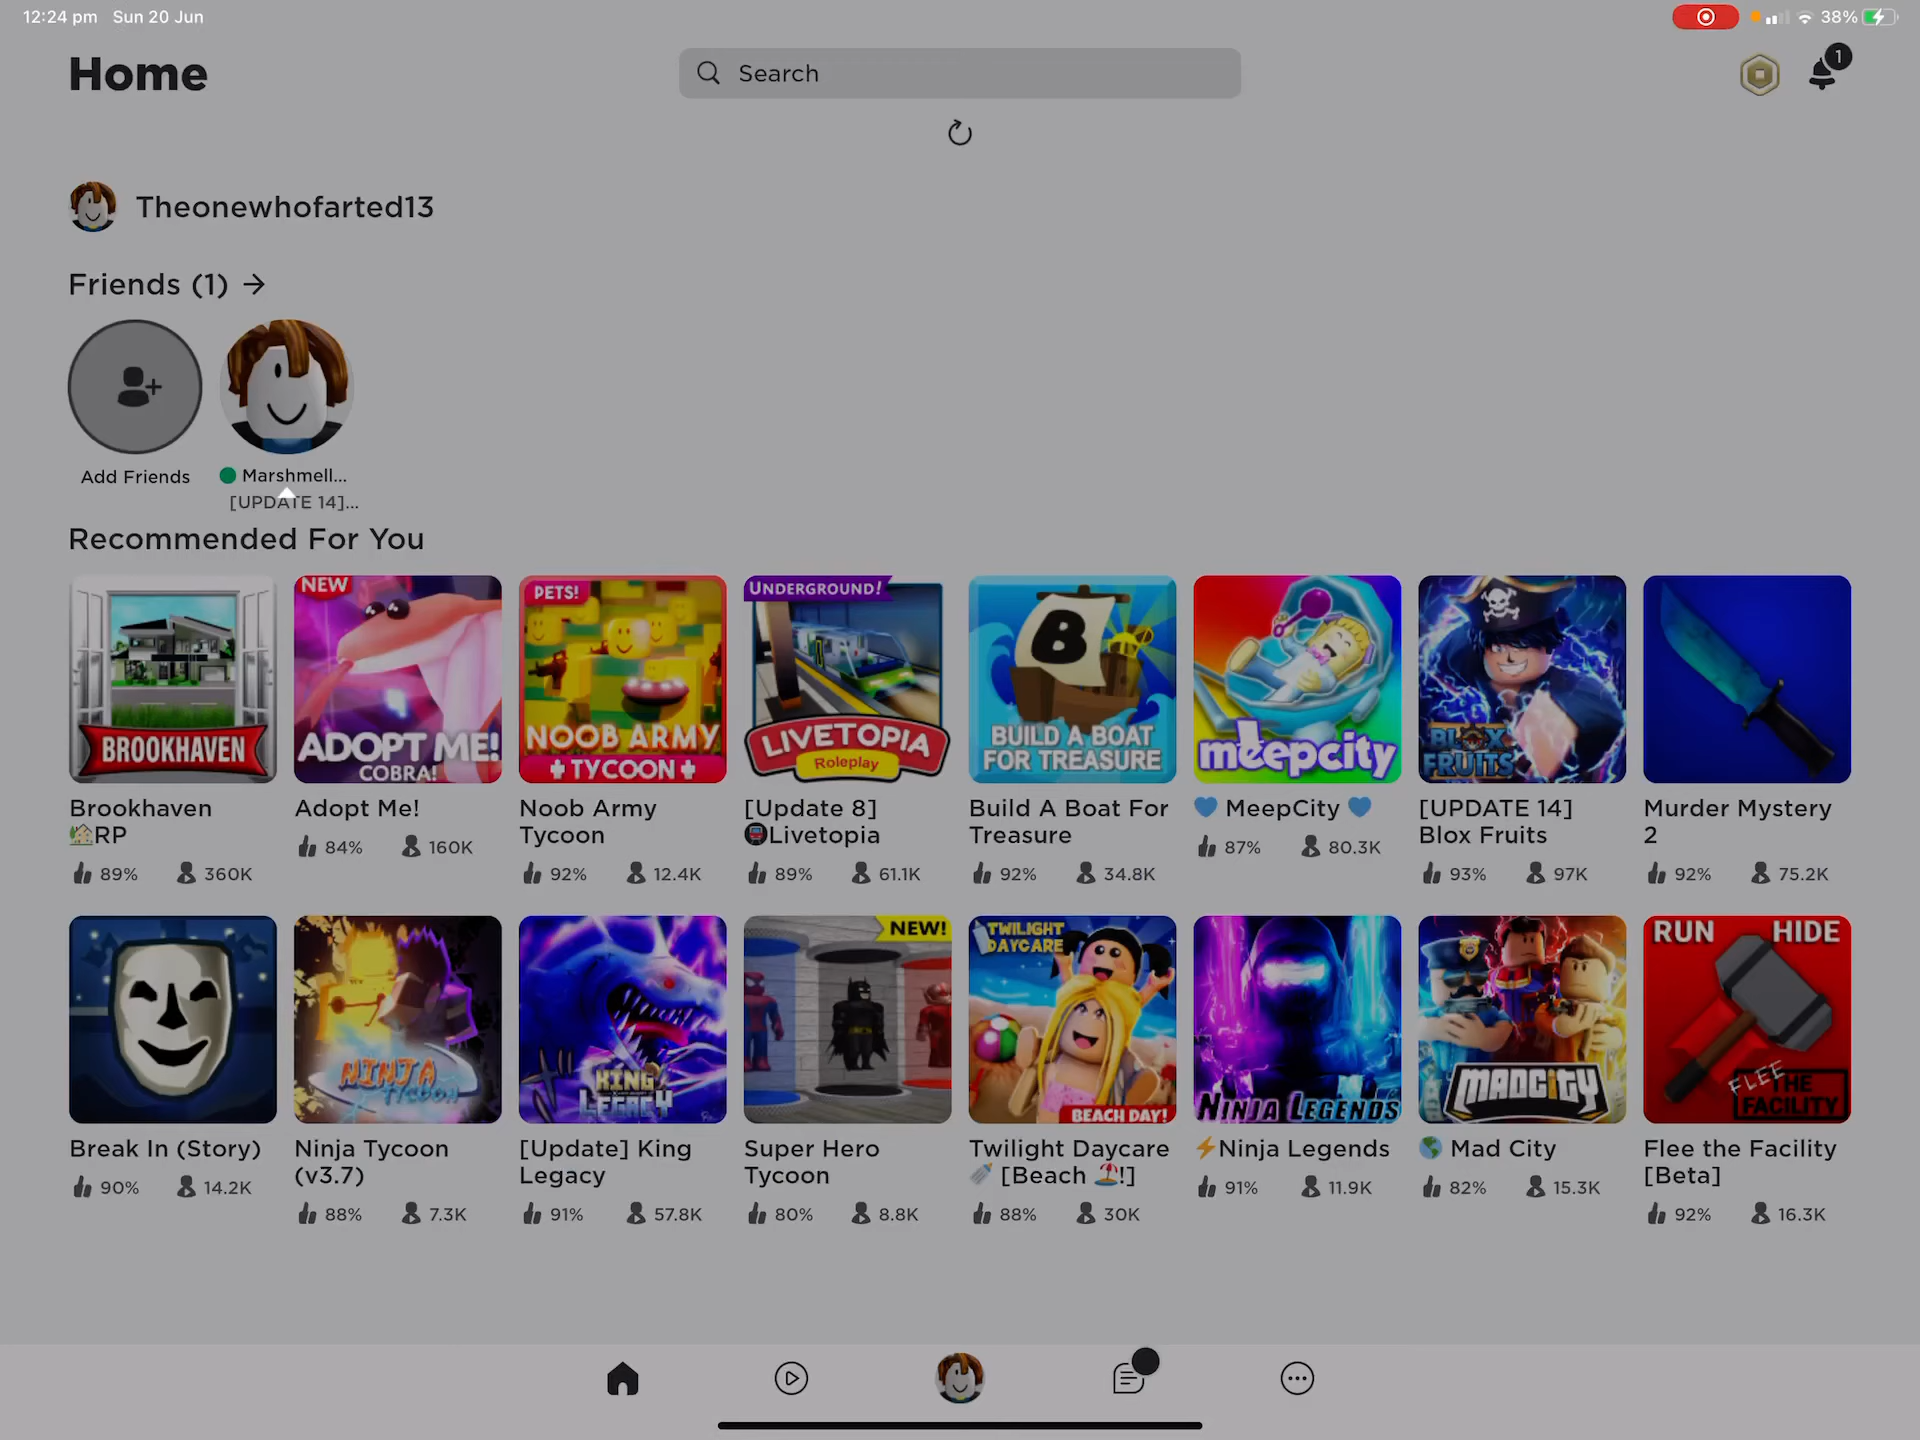 12:24 pm Sun 20 Jun
38%
Home
Search
1
Theonewhofarted13
Friends (1) →
Add Friends
Marshmell...
[UPDATE 14]...
Recommended For You
BROOKHAVEN
NEW
ADOPT ME!
COBRA!
PETS!
NOOB ARMY
TYCOON
UNDERGROUND!
LIVETOPIA
Roleplay
B
BUILD A BOAT
FOR TREASURE
meepcity
BLOX
FRUITS
Brookhaven
🏡RP
Adopt Me!
Noob Army
Tycoon
[Update 8]
🚇Livetopia
Build A Boat For
Treasure
💙 MeepCity 💙
[UPDATE 14]
Blox Fruits
Murder Mystery
2
89% 360K
84% 160K
92% 12.4K
89% 61.1K
92% 34.8K
87% 80.3K
93% 97K
92% 75.2K
NINJA
TYCOON
KING
LEGACY
NEW!
TWILIGHT
DAYCARE
BEACH DAY!
NINJA LEGENDS
MADCITY
RUN HIDE
FLEE
THE
FACILITY
Break In (Story)
Ninja Tycoon
(v3.7)
[Update] King
Legacy
Super Hero
Tycoon
Twilight Daycare
🍼 [Beach 🏖️!]
⚡Ninja Legends
🌎 Mad City
Flee the Facility
[Beta]
90% 14.2K
88% 7.3K
91% 57.8K
80% 8.8K
88% 30K
91% 11.9K
82% 15.3K
92% 16.3K